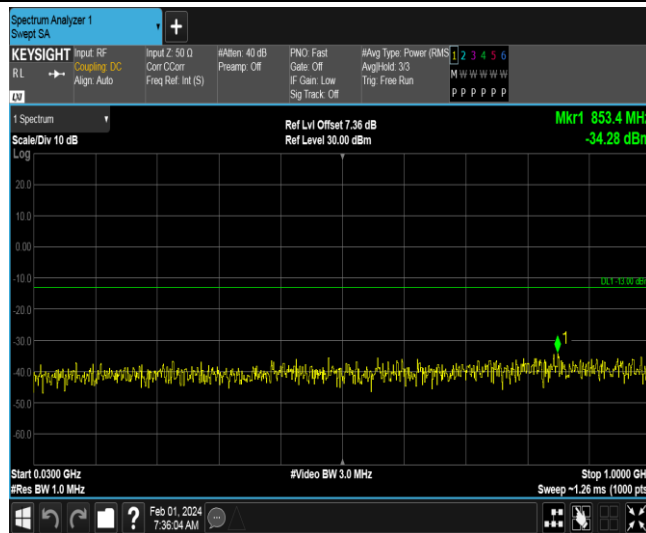 Spectrum Analyzer 1
Swept SA
+
KEYSIGHT
RL
Input: RF
Coupling: DC
Align: Auto
Input Z: 50 Ω
Corr CCorr
Freq Ref: Int (S)
#Atten: 40 dB
Preamp: Off
PNO: Fast
Gate: Off
IF Gain: Low
Sig Track: Off
#Avg Type: Power (RMS
Avg|Hold: 3/3
Trig: Free Run
1 2 3 4 5 6
M W W W W W
P P P P P P
1 Spectrum
Scale/Div 10 dB
Log
Ref Lvl Offset 7.36 dB
Ref Level 30.00 dBm
Mkr1 853.4 MHz
-34.28 dBm
20.0
10.0
0.00
-10.0
DL1 -13.00 dBm
-20.0
-30.0
1
-40.0
-50.0
-60.0
Start 0.0300 GHz
#Res BW 1.0 MHz
#Video BW 3.0 MHz
Stop 1.0000 GH
Sweep ~1.26 ms (1000 pts
?
Feb 01, 2024
7:36:04 AM